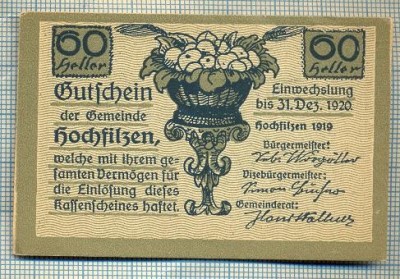 60 Heller
60 Heller
Gutschein
der Gemeinde
Hochfilzen,
welche mit ihrem ge-
samten Vermögen für
die Einlösung dieses
Kassenscheines haftet.
Einwechslung
bis 31. Dez. 1920.
Hochfilzen 1919
Bürgermeister:
Vizebürgermeister:
Simon
Gemeinderat: